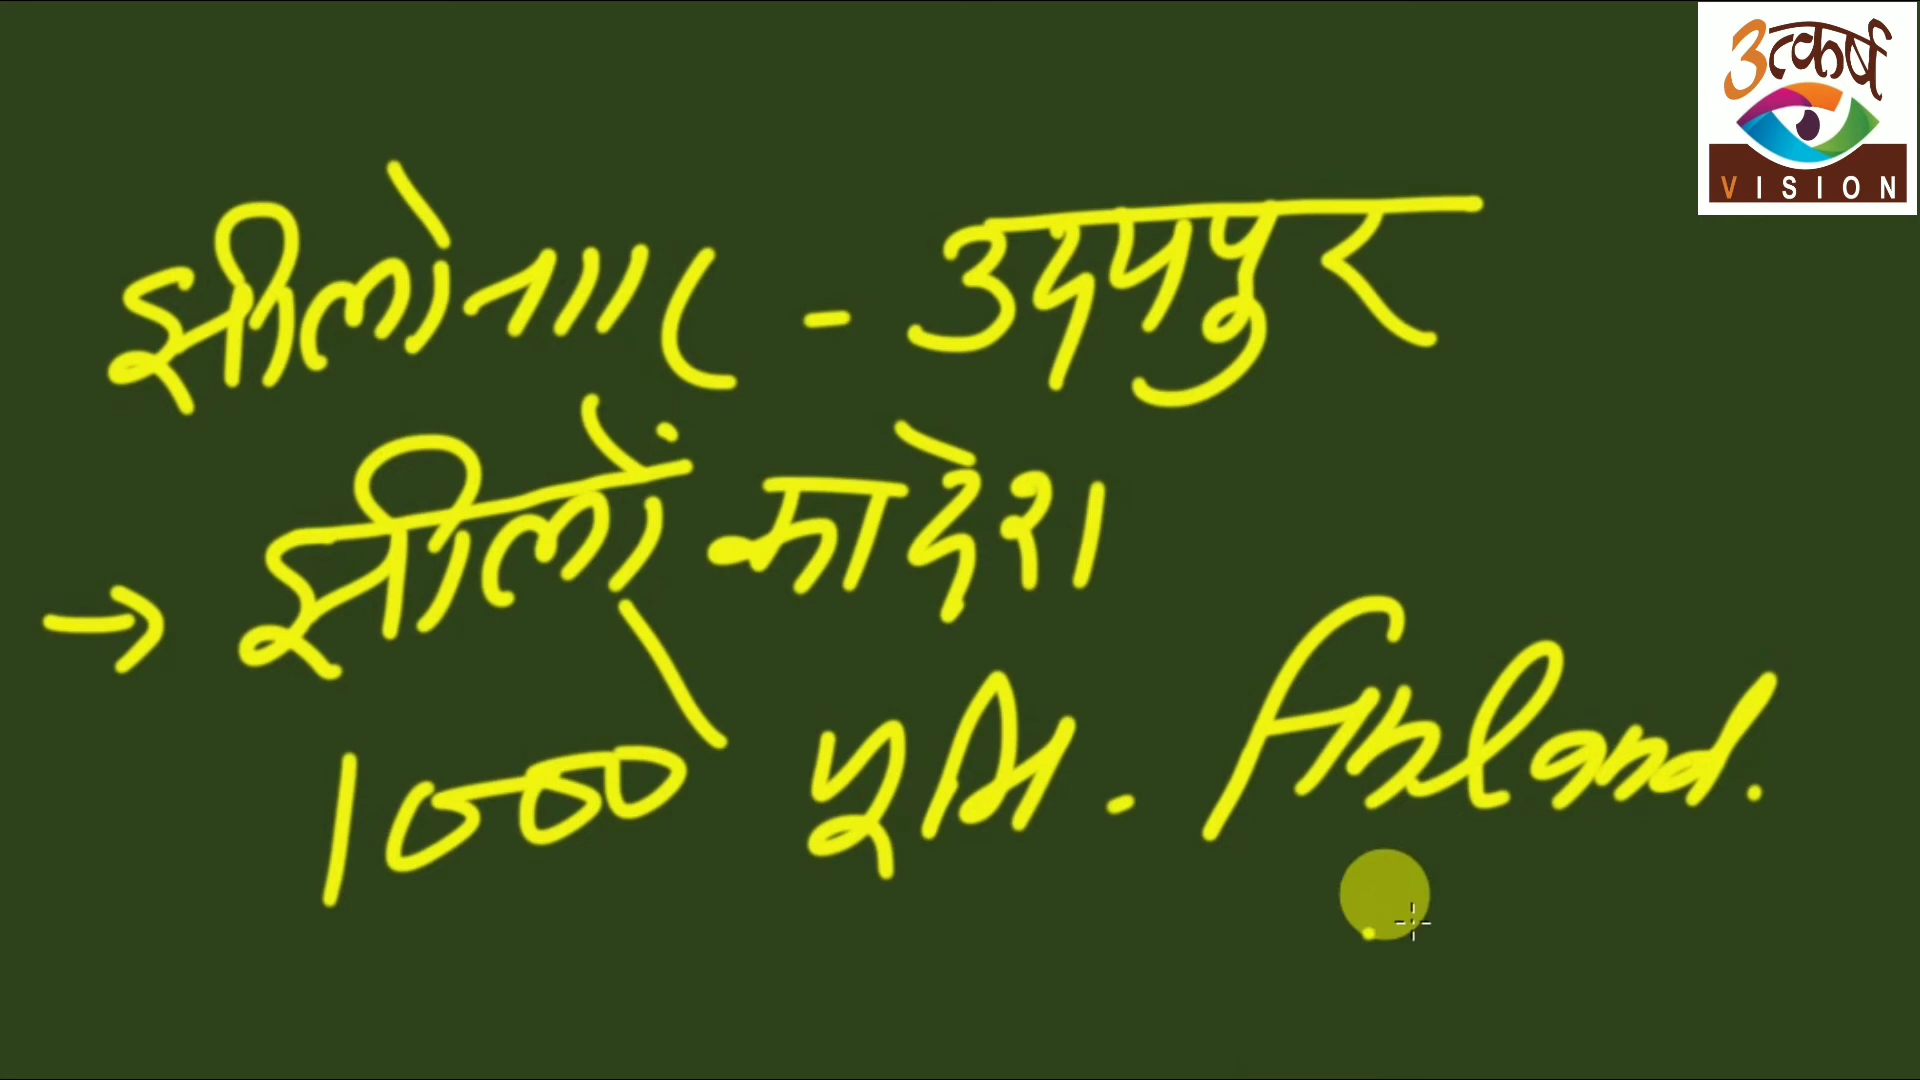 उत्कर्ष
VISION
झीलो नगर - उदयपुर
→ झीलों का देश
1000 भूमि. Finland.